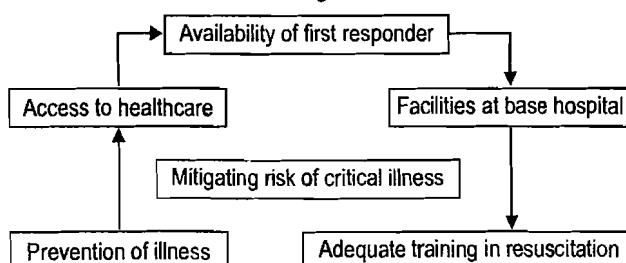 Availability of first responder
Access to healthcare
Facilities at base hospital
Mitigating risk of critical illness
Prevention of illness
Adequate training in resuscitation